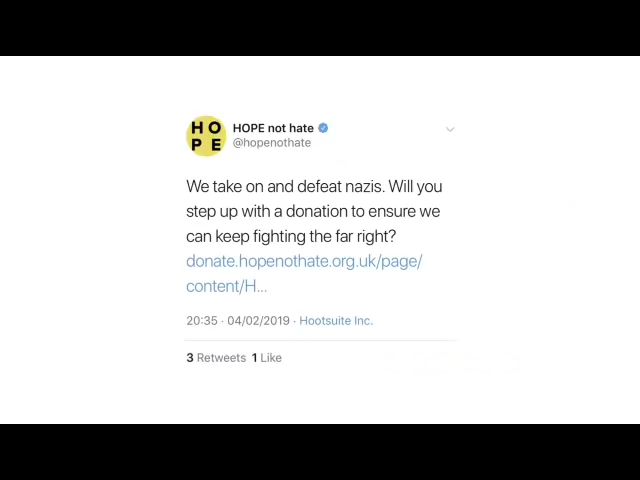 HO
PE
HOPE not hate
@hopenothate
We take on and defeat nazis. Will you
step up with a donation to ensure we
can keep fighting the far right?
donate.hopenothate.org.uk/page/
content/H...
20:35 · 04/02/2019 · Hootsuite Inc.
3 Retweets 1 Like